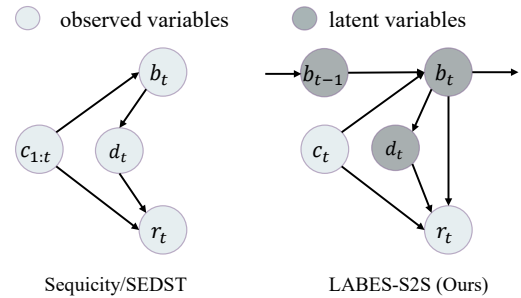 observed variables latent variables
b_t
d_t
c_{1:t}
r_t
b_{t−1}
b_t
c_t
d_t
r_t
Sequicity/SEDST
LABES-S2S (Ours)